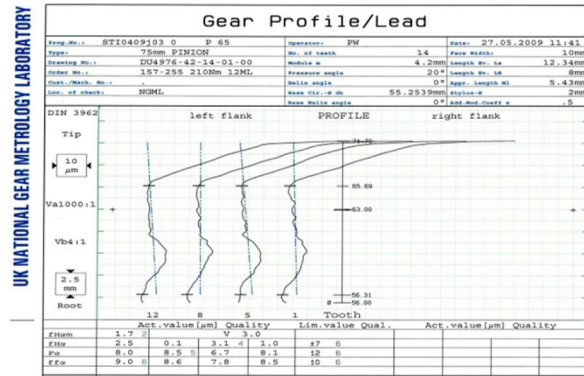 UK NATIONAL GEAR METROLOGY LABORATORY
Gear Profile/Lead
Prog.No.: STI0409j03 0 P 65 Operator: PW Date: 27.05.2009 11:41
Type: 75mm PINION No. of teeth 14 Face Width: 10mm
Drawing No.: DU4976-42-14-01-00 Module m 4.2mm Length Ev. La 12.34mm
Order No.: 157-255 210Nm 12ML Pressure angle 20° Length Ev. Lß 8mm
Cust./Mach. No.: . Helix angle 0° Appr. Length Wl 5.43mm
Loc. of check: NGML Base Cir.-Ø db 55.2539mm Stylus-Ø 2mm
Base Helix angle 0° Add.Mod.Coeff x .5
DIN 3962 left flank PROFILE right flank
Tip
71.70
10 µm
65.69
Va1000:1
63.00
Vb4:1
2.5 mm
56.31
Root
Ø 56.00
12 8 5 1 Tooth
Act.value[µm] Quality Lim.value Qual. Act.value[µm] Quality
fHαm 1.7 2 V 3.0
fHα 2.5 0.1 3.1 4 1.0 ±7 6
Fα 8.0 8.5 5 6.7 8.1 12 6
ffα 9.0 6 8.6 7.8 8.5 10 6